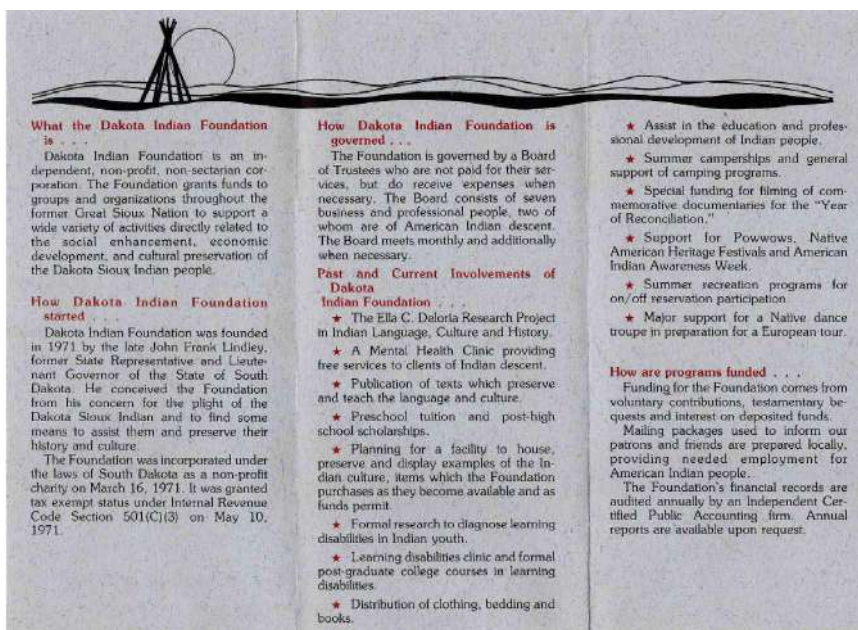 What the Dakota Indian Foundation
is . . .
Dakota Indian Foundation is an in-
dependent, non-profit, non-sectarian cor-
poration. The Foundation grants funds to
groups and organizations throughout the
former Great Sioux Nation to support a
wide variety of activities directly related to
the social enhancement, economic
development, and cultural preservation of
the Dakota Sioux Indian people.
How Dakota Indian Foundation
started . . .
Dakota Indian Foundation was founded
in 1971 by the late John Frank Lindley,
former State Representative and Lieute-
nant Governor of the State of South
Dakota. He conceived the Foundation
from his concern for the plight of the
Dakota Sioux Indian and to find some
means to assist them and preserve their
history and culture.
The Foundation was incorporated under
the laws of South Dakota as a non-profit
charity on March 16, 1971. It was granted
tax exempt status under Internal Revenue
Code Section 501(C)(3) on May 10,
1971.
How Dakota Indian Foundation is
governed . . .
The Foundation is governed by a Board
of Trustees who are not paid for their ser-
vices, but do receive expenses when
necessary. The Board consists of seven
business and professional people, two of
whom are of American Indian descent.
The Board meets monthly and additionally
when necessary.
Past and Current Involvements of
Dakota
Indian Foundation . . .
★ The Ella C. Deloria Research Project
in Indian Language, Culture and History.
★ A Mental Health Clinic providing
free services to clients of Indian descent.
★ Publication of texts which preserve
and teach the language and culture.
★ Preschool tuition and post-high
school scholarships.
★ Planning for a facility to house,
preserve and display examples of the In-
dian culture, items which the Foundation
purchases as they become available and as
funds permit.
★ Formal research to diagnose learning
disabilities in Indian youth.
★ Learning disabilities clinic and formal
post-graduate college courses in learning
disabilities.
★ Distribution of clothing, bedding and
books.
★ Assist in the education and profes-
sional development of Indian people.
★ Summer camperships and general
support of camping programs.
★ Special funding for filming of com-
memorative documentaries for the "Year
of Reconciliation."
★ Support for Powwows, Native
American Heritage Festivals and American
Indian Awareness Week.
★ Summer recreation programs for
on/off reservation participation.
★ Major support for a Native dance
troupe in preparation for a European tour.
How are programs funded . . .
Funding for the Foundation comes from
voluntary contributions, testamentary be-
quests and interest on deposited funds.
Mailing packages used to inform our
patrons and friends are prepared locally,
providing needed employment for
American Indian people.
The Foundation's financial records are
audited annually by an Independent Cer-
tified Public Accounting firm. Annual
reports are available upon request.